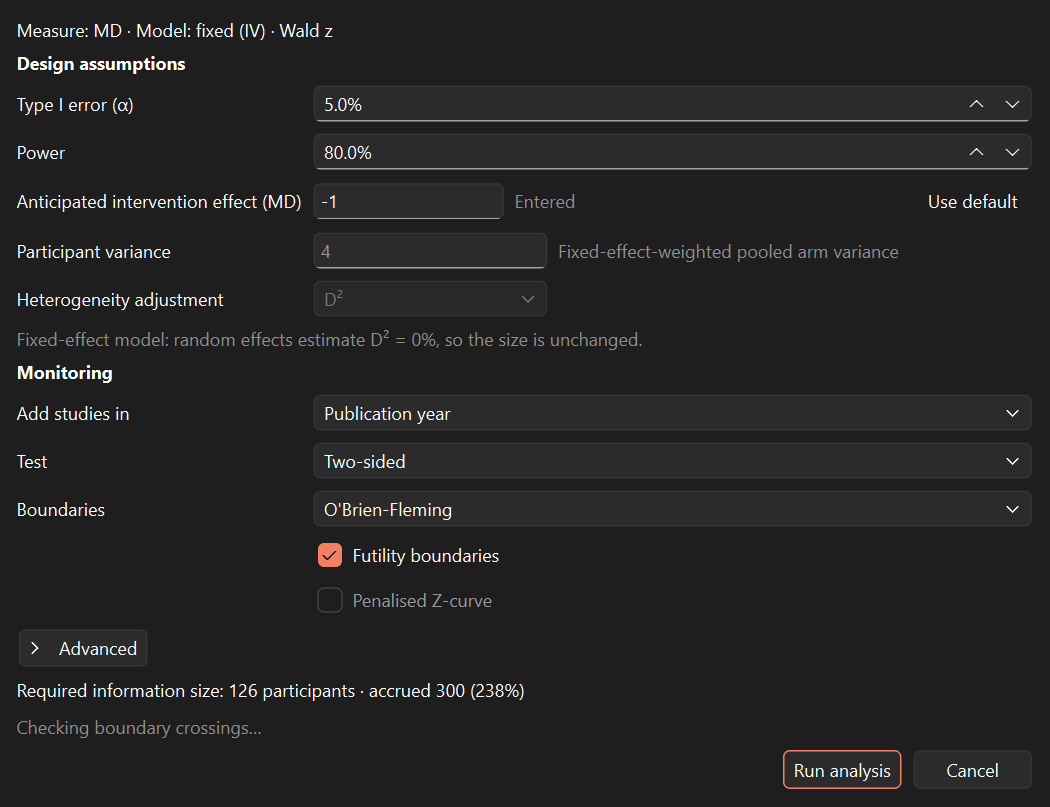 Measure: MD · Model: fixed (IV) · Wald z
Design assumptions
Type I error (α) 5.0%
Power 80.0%
Anticipated intervention effect (MD) -1 Entered Use default
Participant variance 4 Fixed-effect-weighted pooled arm variance
Heterogeneity adjustment D²
Fixed-effect model: random effects estimate D² = 0%, so the size is unchanged.
Monitoring
Add studies in Publication year
Test Two-sided
Boundaries O'Brien-Fleming
Futility boundaries
Penalised Z-curve
Advanced
Required information size: 126 participants · accrued 300 (238%)
Checking boundary crossings...
Run analysis Cancel